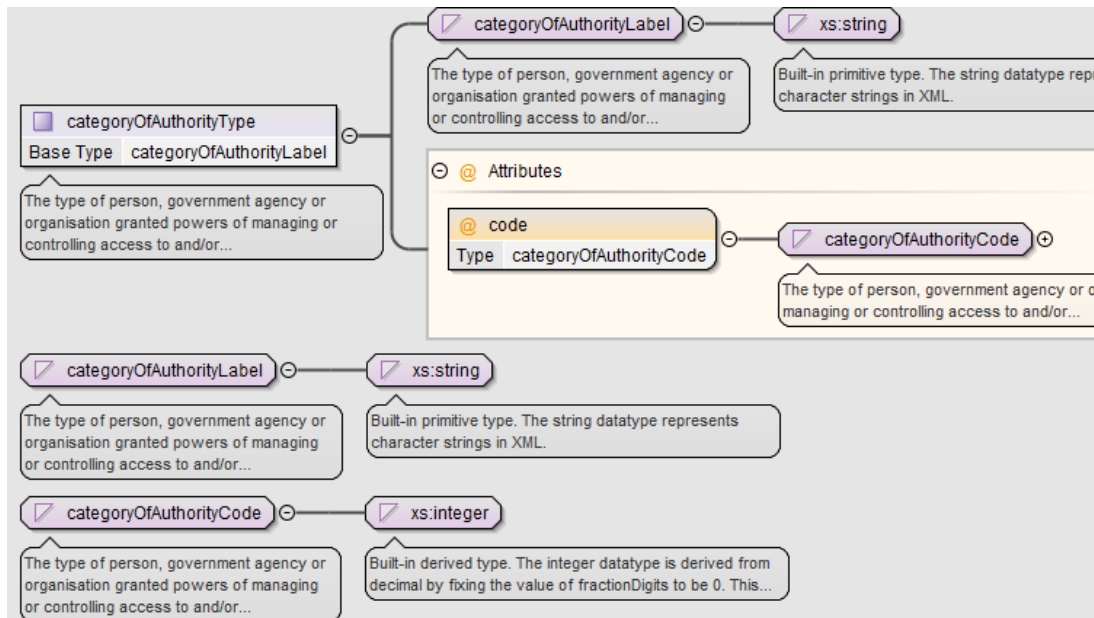 categoryOfAuthorityLabel
xs:string
The type of person, government agency or
organisation granted powers of managing
or controlling access to and/or...
Built-in primitive type. The string datatype
character strings in XML.
categoryOfAuthorityType
Base Type categoryOfAuthorityLabel
The type of person, government agency or
organisation granted powers of managing or
controlling access to and/or...
@ Attributes
@ code
Type categoryOfAuthorityCode
categoryOfAuthorityCode
The type of person, government agency or
managing or controlling access to and/or...
categoryOfAuthorityLabel
xs:string
The type of person, government agency or
organisation granted powers of managing
or controlling access to and/or...
Built-in primitive type. The string datatype represents
character strings in XML.
categoryOfAuthorityCode
xs:integer
The type of person, government agency or
organisation granted powers of managing
or controlling access to and/or...
Built-in derived type. The integer datatype is derived from
decimal by fixing the value of fractionDigits to be 0. This...